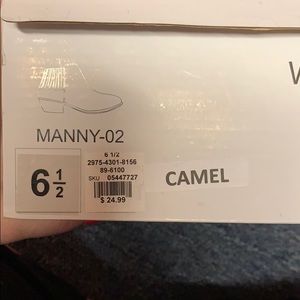 W
MANNY-02
6 1/2
6 1/2
2975-4301-8156
89-6100
SKU 05447727
$ 24.99
CAMEL